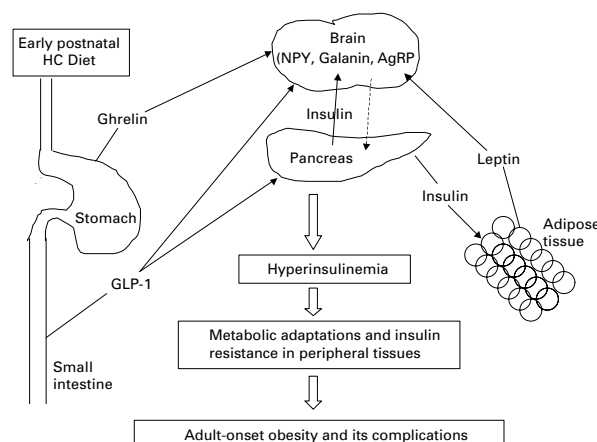 Early postnatal
HC Diet
Brain
(NPY, Galanin, AgRP
Ghrelin
Insulin
Pancreas
Leptin
Insulin
Stomach
Adipose
tissue
Hyperinsulinemia
GLP-1
Metabolic adaptations and insulin
resistance in peripheral tissues
Small
intestine
Adult-onset obesity and its complications